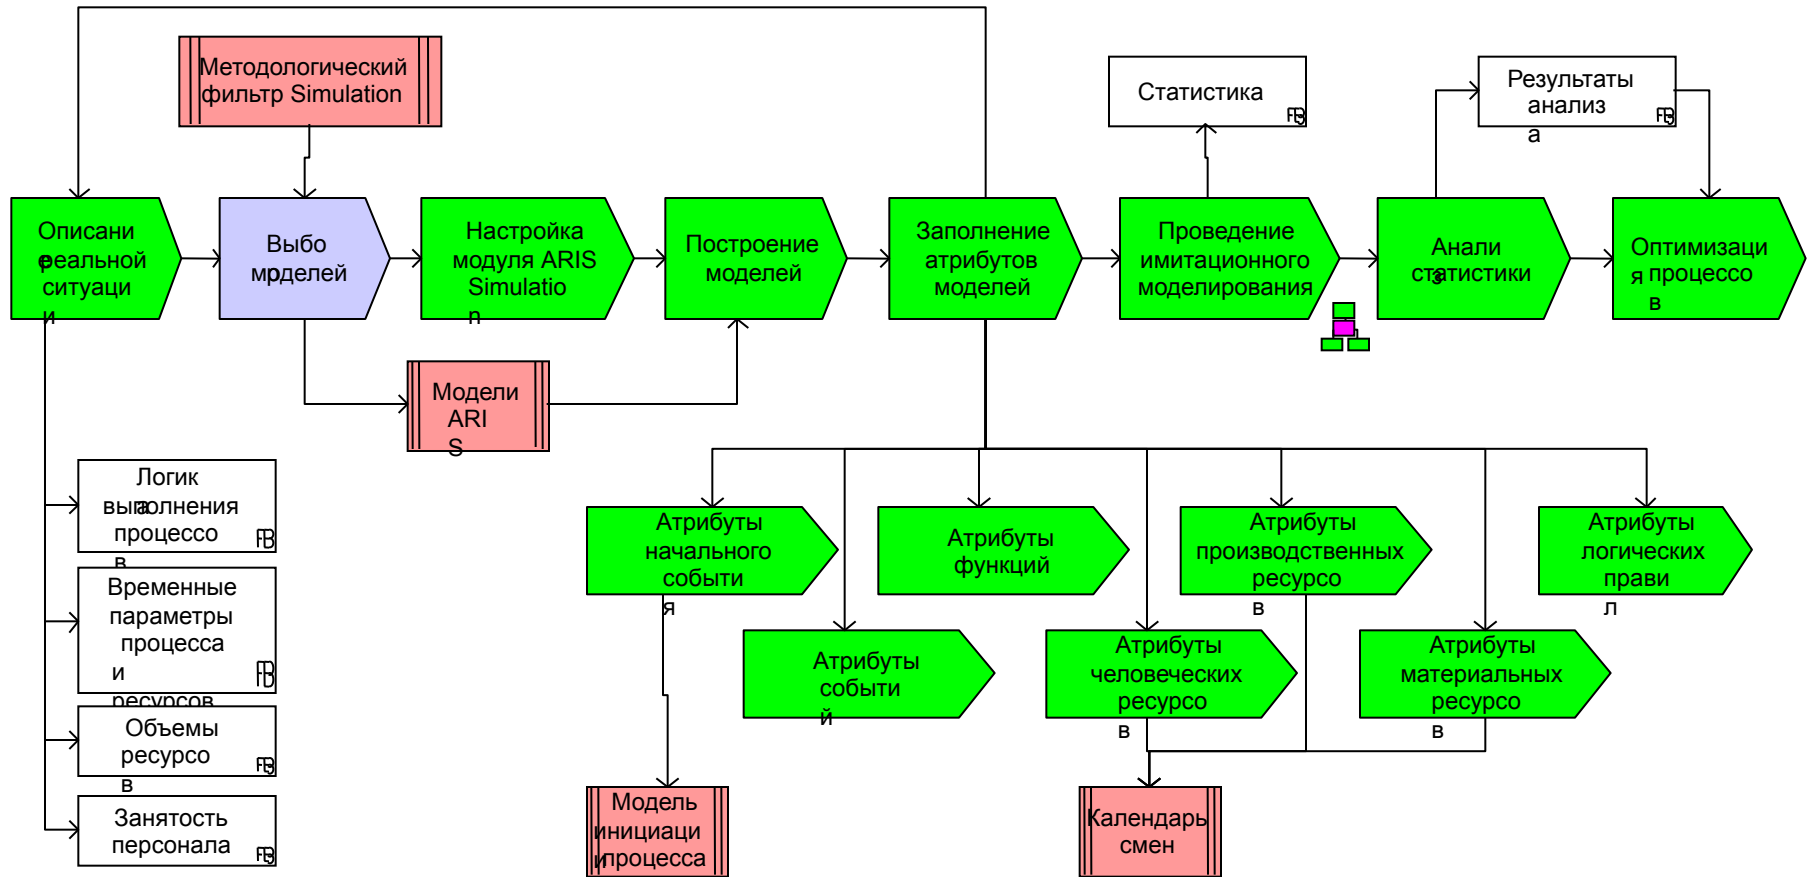 Методологический
фильтр Simulation
Статистика
Результаты
анализ
а
Описани
е
реальной
ситуаци
и
Выбо
р
моделей
Настройка
модуля ARIS
Simulatio
n
Построение
моделей
Заполнение
атрибутов
моделей
Проведение
имитационного
моделирования
Анали
з
статистики
Оптимизаци
я
процессо
в
Модели
ARI
S
Логик
а
выполнения
процессо
в
Временные
параметры
процесса
и
ресурсов
Объемы
ресурсо
в
Занятость
персонала
Атрибуты
начального
событи
я
Атрибуты
функций
Атрибуты
производственных
ресурсо
в
Атрибуты
логических
прави
л
Атрибуты
событи
й
Атрибуты
человеческих
ресурсо
в
Атрибуты
материальных
ресурсо
в
Модель
инициаци
и
процесса
Календарь
смен